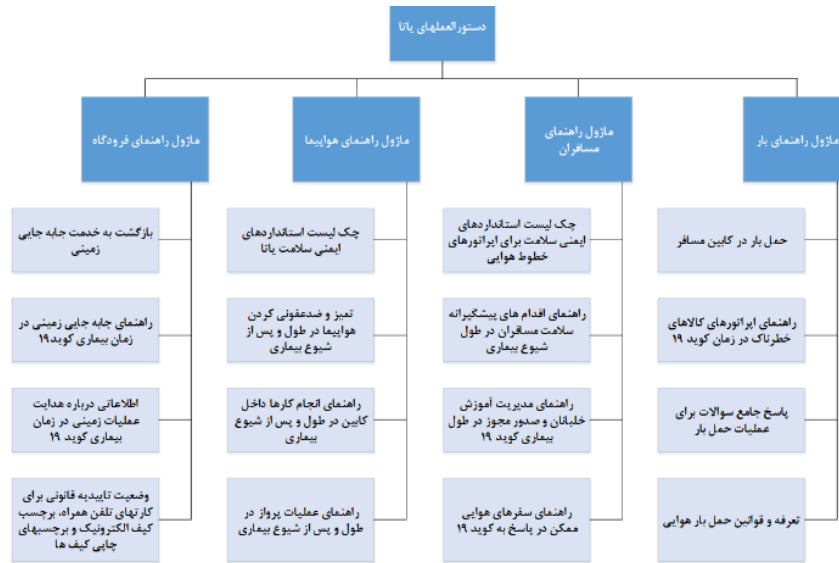 دستورالعملهای یاتا
ماژول راهنمای بار
ماژول راهنمای
مسافران
ماژول راهنمای هواپیما
ماژول راهنمای فرودگاه
حمل بار در کابین مسافر
راهنمای اپراتورهای کالاهای
خطرناک در زمان کوید ۱۹
پاسخ جامع سوالات برای
عملیات حمل بار
تعرفه و قوانین حمل بار هوایی
چک لیست استانداردهای
ایمنی سلامت برای اپراتورهای
خطوط هوایی
راهنمای اقدام های پیشگیرانه
سلامت مسافران در طول
شیوع بیماری
راهنمای مدیریت آموزش
خلبانان و صدور مجوز در طول
بیماری کوید ۱۹
راهنمای سفرهای هوایی
ممکن در پاسخ به کوید ۱۹
چک لیست استانداردهای
ایمنی سلامت یاتا
تمیز و ضدعفونی کردن
هواپیما در طول و پس از
شیوع بیماری
راهنمای انجام کارها داخل
کابین در طول و پس از شیوع
بیماری
راهنمای عملیات پرواز در
طول و پس از شیوع بیماری
بازگشت به خدمت جابه جایی
زمینی
راهنمای جابه جایی زمینی در
زمان بیماری کوید۱۹
اطلاعاتی درباره هدایت
عملیات زمینی در زمان
بیماری کوید ۱۹
وضعیت تاییدیه قانونی برای
کارتهای تلفن همراه، برچسب
کیف الکترونیک و برچسبهای
چاپی کیف ها